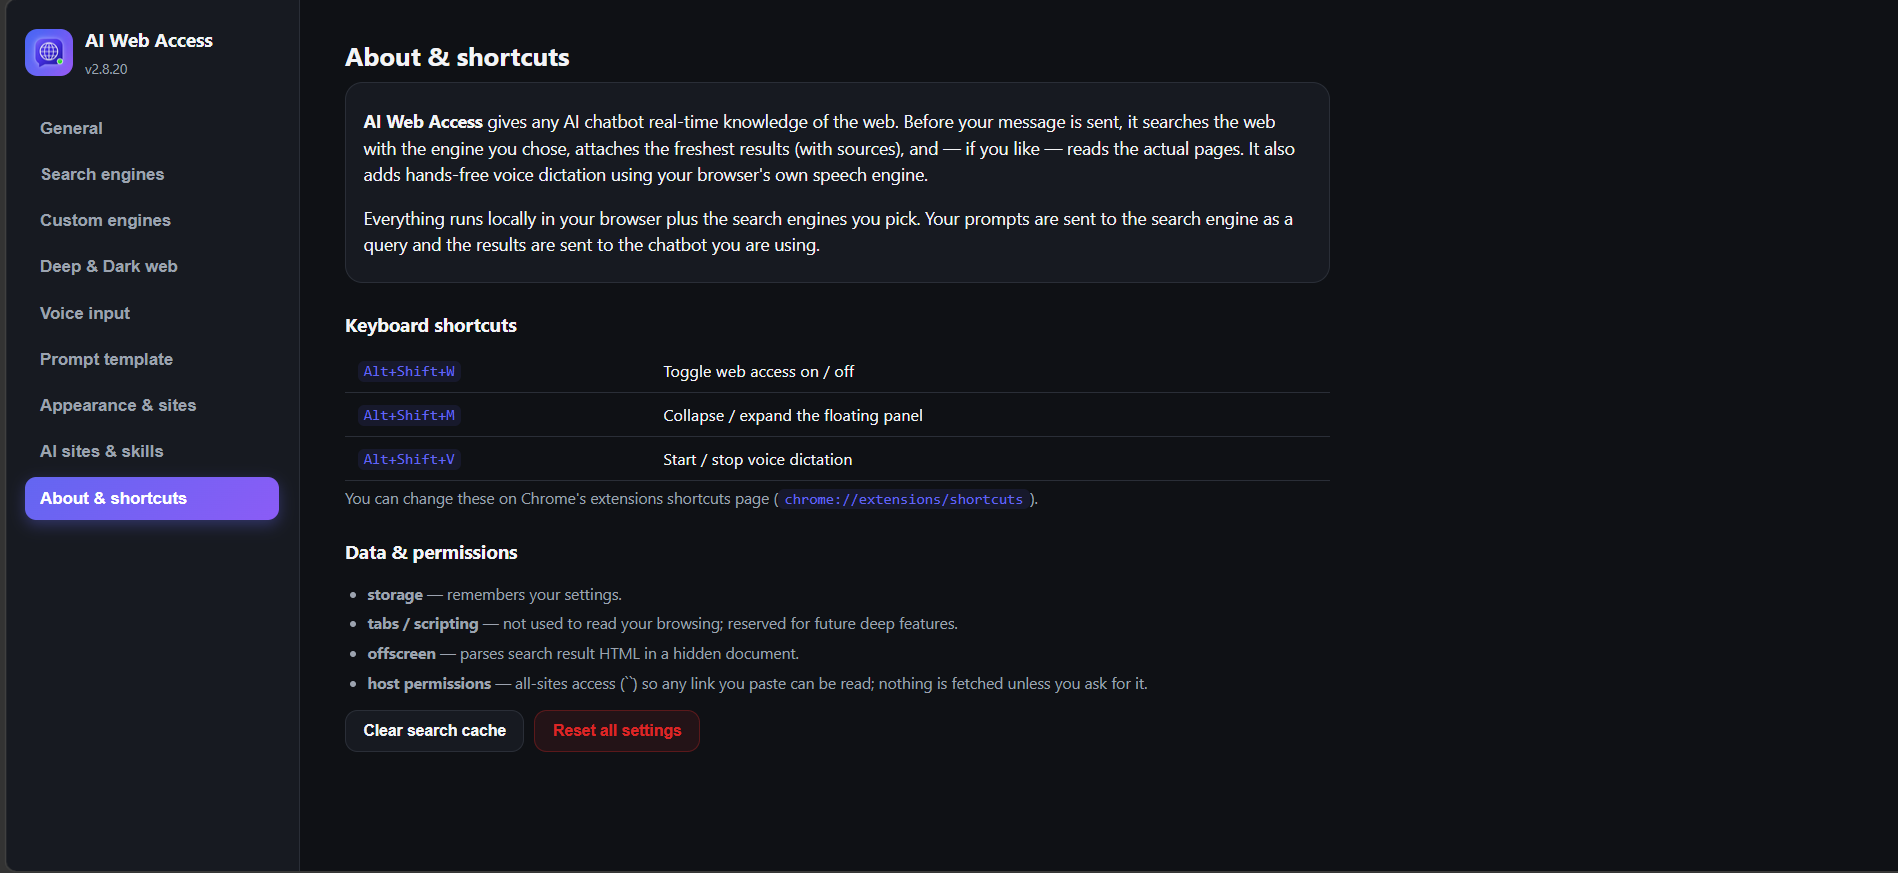 AI Web Access
v2.8.20
General
Search engines
Custom engines
Deep & Dark web
Voice input
Prompt template
Appearance & sites
AI sites & skills
About & shortcuts
About & shortcuts
AI Web Access gives any AI chatbot real-time knowledge of the web. Before your message is sent, it searches the web
with the engine you chose, attaches the freshest results (with sources), and — if you like — reads the actual pages. It also
adds hands-free voice dictation using your browser's own speech engine.
Everything runs locally in your browser plus the search engines you pick. Your prompts are sent to the search engine as a
query and the results are sent to the chatbot you are using.
Keyboard shortcuts
Alt+Shift+W Toggle web access on / off
Alt+Shift+M Collapse / expand the floating panel
Alt+Shift+V Start / stop voice dictation
You can change these on Chrome's extensions shortcuts page ( chrome://extensions/shortcuts ).
Data & permissions
• storage — remembers your settings.
• tabs / scripting — not used to read your browsing; reserved for future deep features.
• offscreen — parses search result HTML in a hidden document.
• host permissions — all-sites access (``) so any link you paste can be read; nothing is fetched unless you ask for it.
Clear search cache Reset all settings